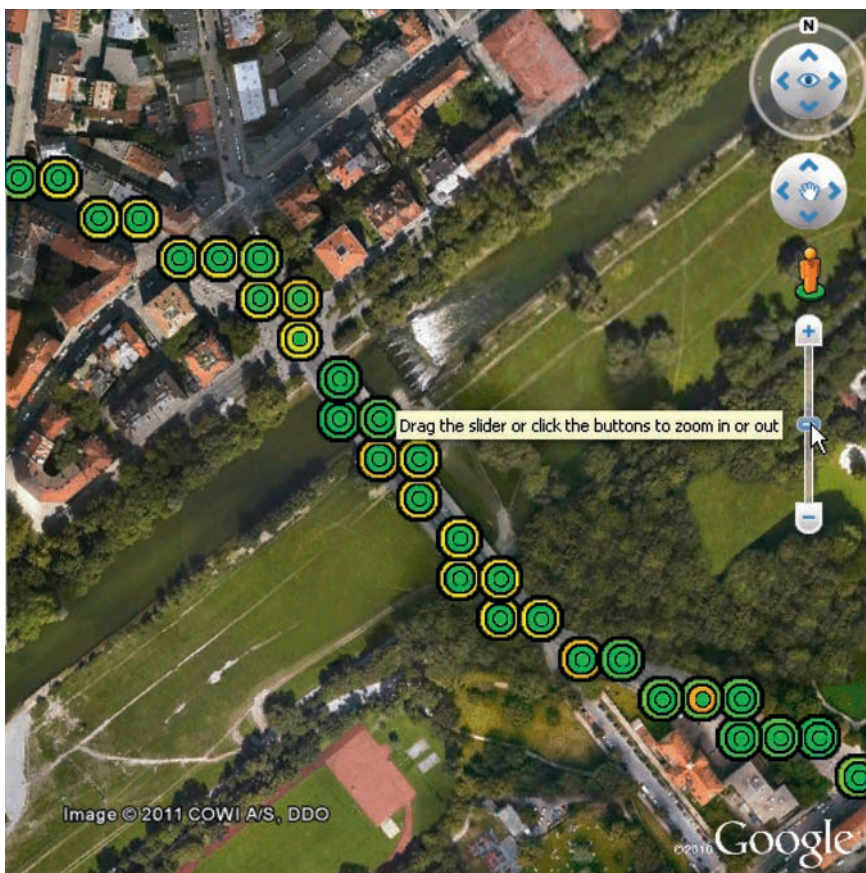 N
Drag the slider or click the buttons to zoom in or out
Image © 2011 COWI A/S, DDO
©2010 Google